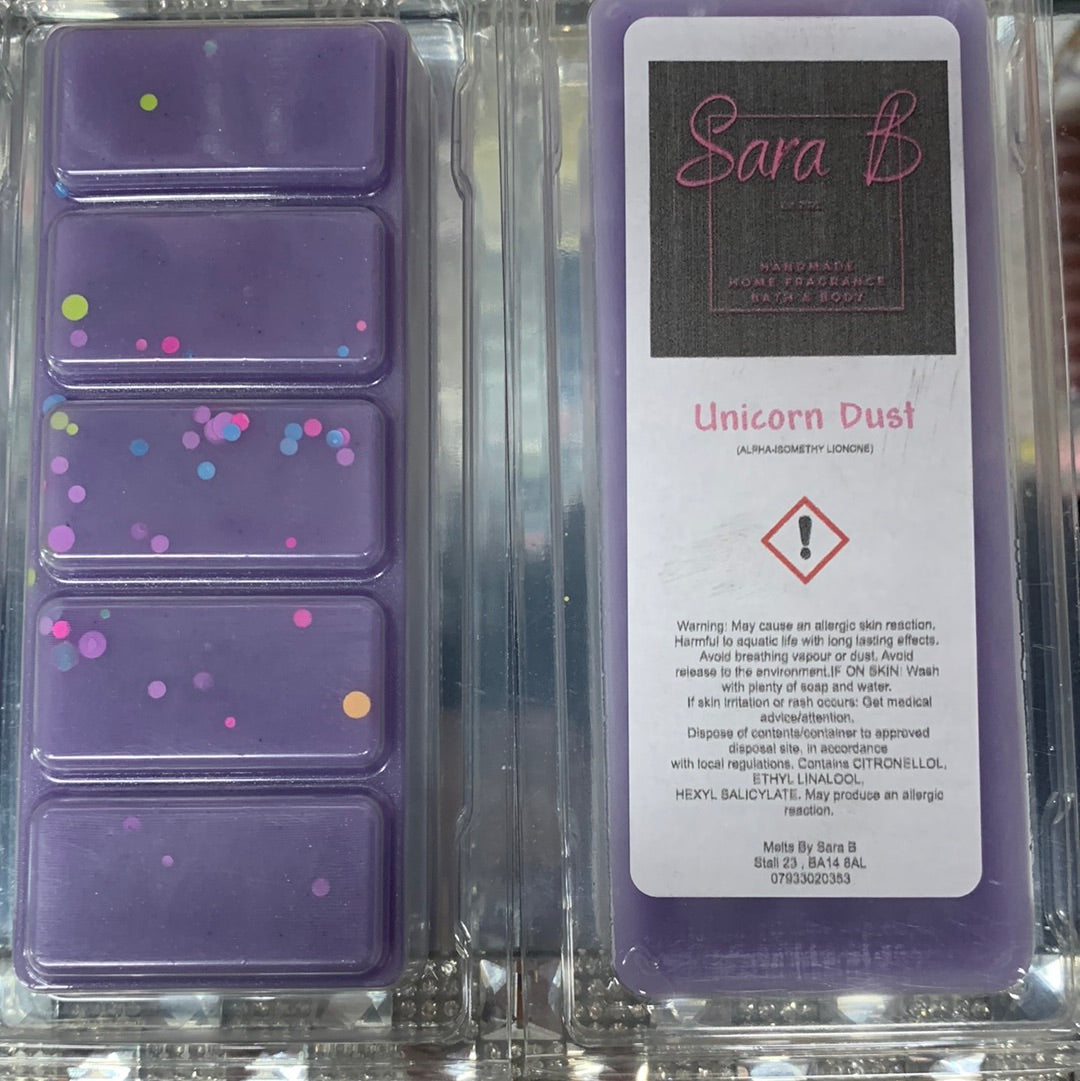 Sara B
HANDMADE
HOME FRAGRANCE
BATH & BODY
Unicorn Dust
(ALPHA-ISOMETHY LIONONE)
Warning: May cause an allergic skin reaction.
Harmful to aquatic life with long lasting effects.
Avoid breathing vapour or dust. Avoid
release to the environment.IF ON SKIN: Wash
with plenty of soap and water.
If skin irritation or rash occurs: Get medical
advice/attention.
Dispose of contents/container to approved
disposal site, in accordance
with local regulations. Contains CITRONELLOL,
ETHYL LINALOOL,
HEXYL SALICYLATE. May produce an allergic
reaction.
Melts By Sara B
Stall 23 , BA14 8AL
07933020353